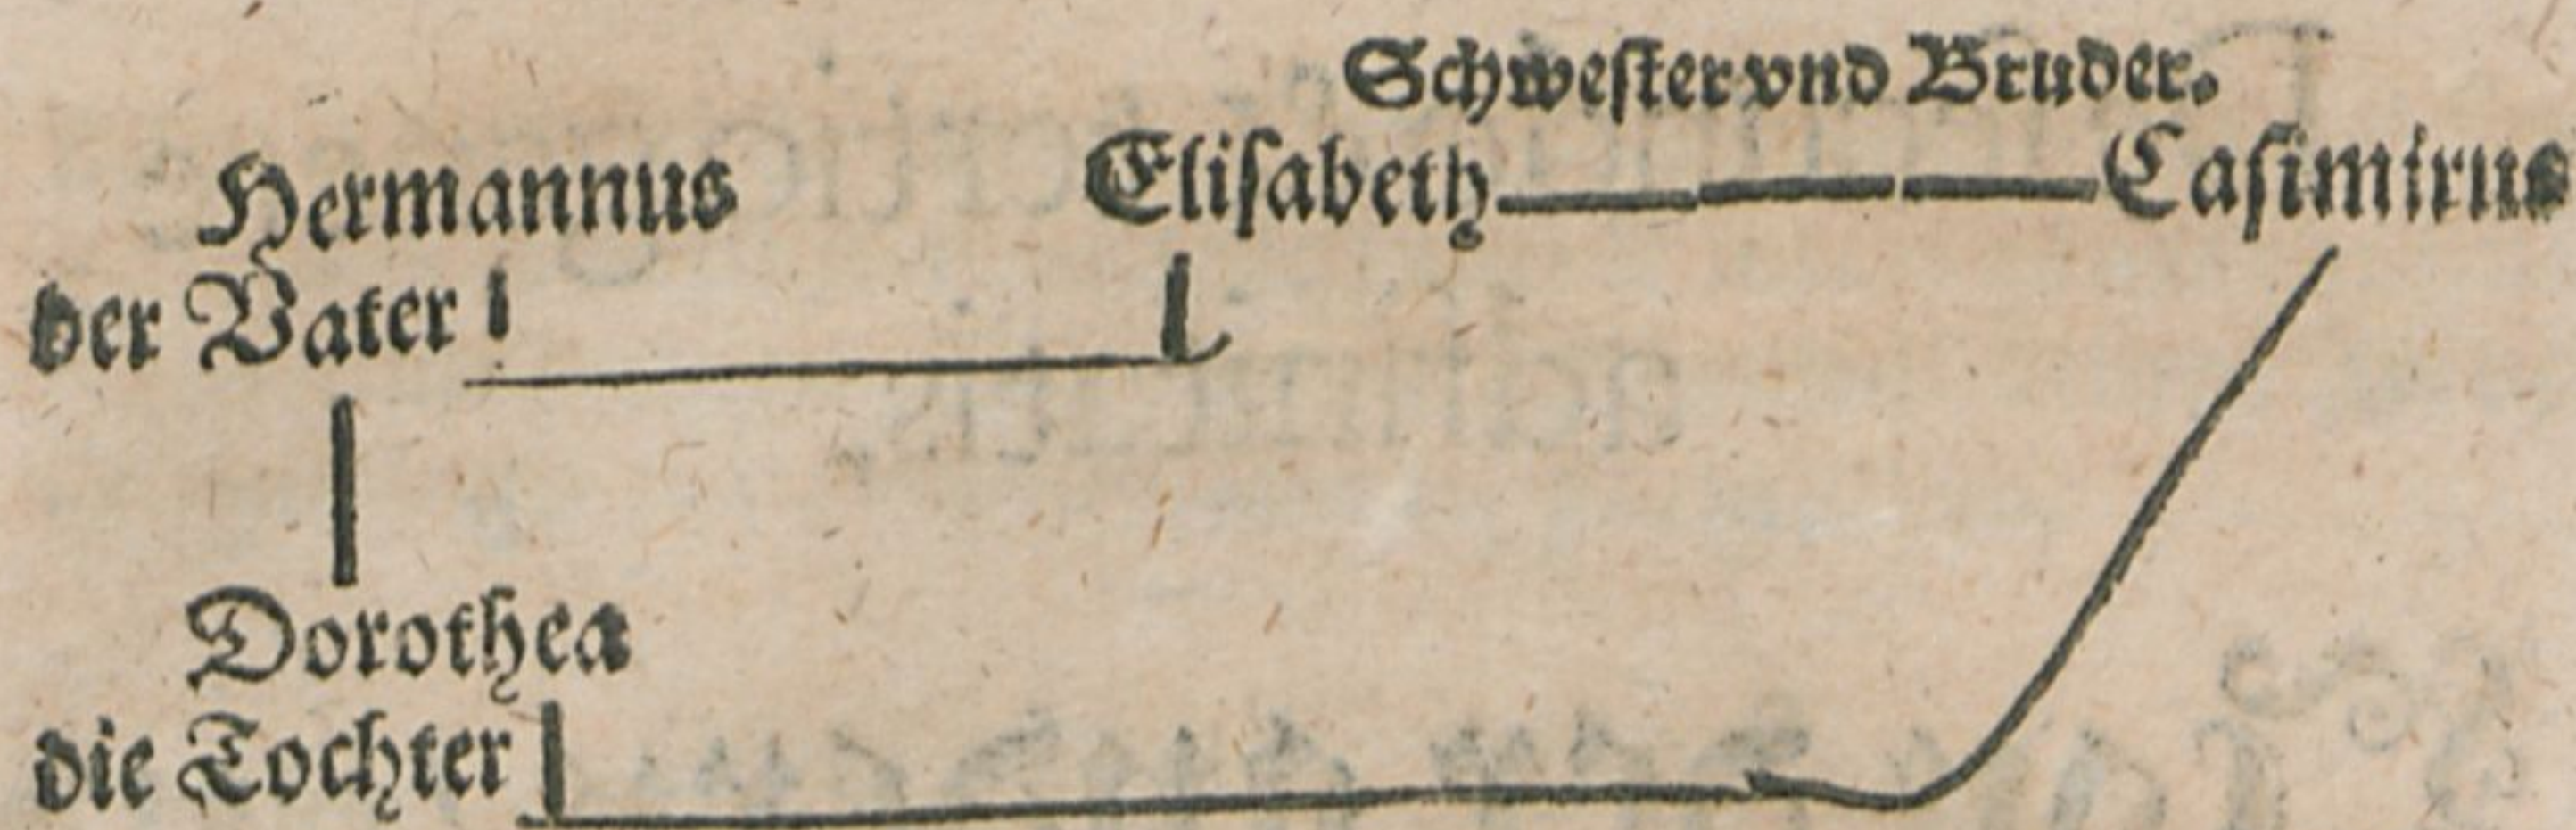 Schweſter vnd Bruder.
Hermannus Eliſabeth Caſimirus
der Vater
Dorothea
die Tochter